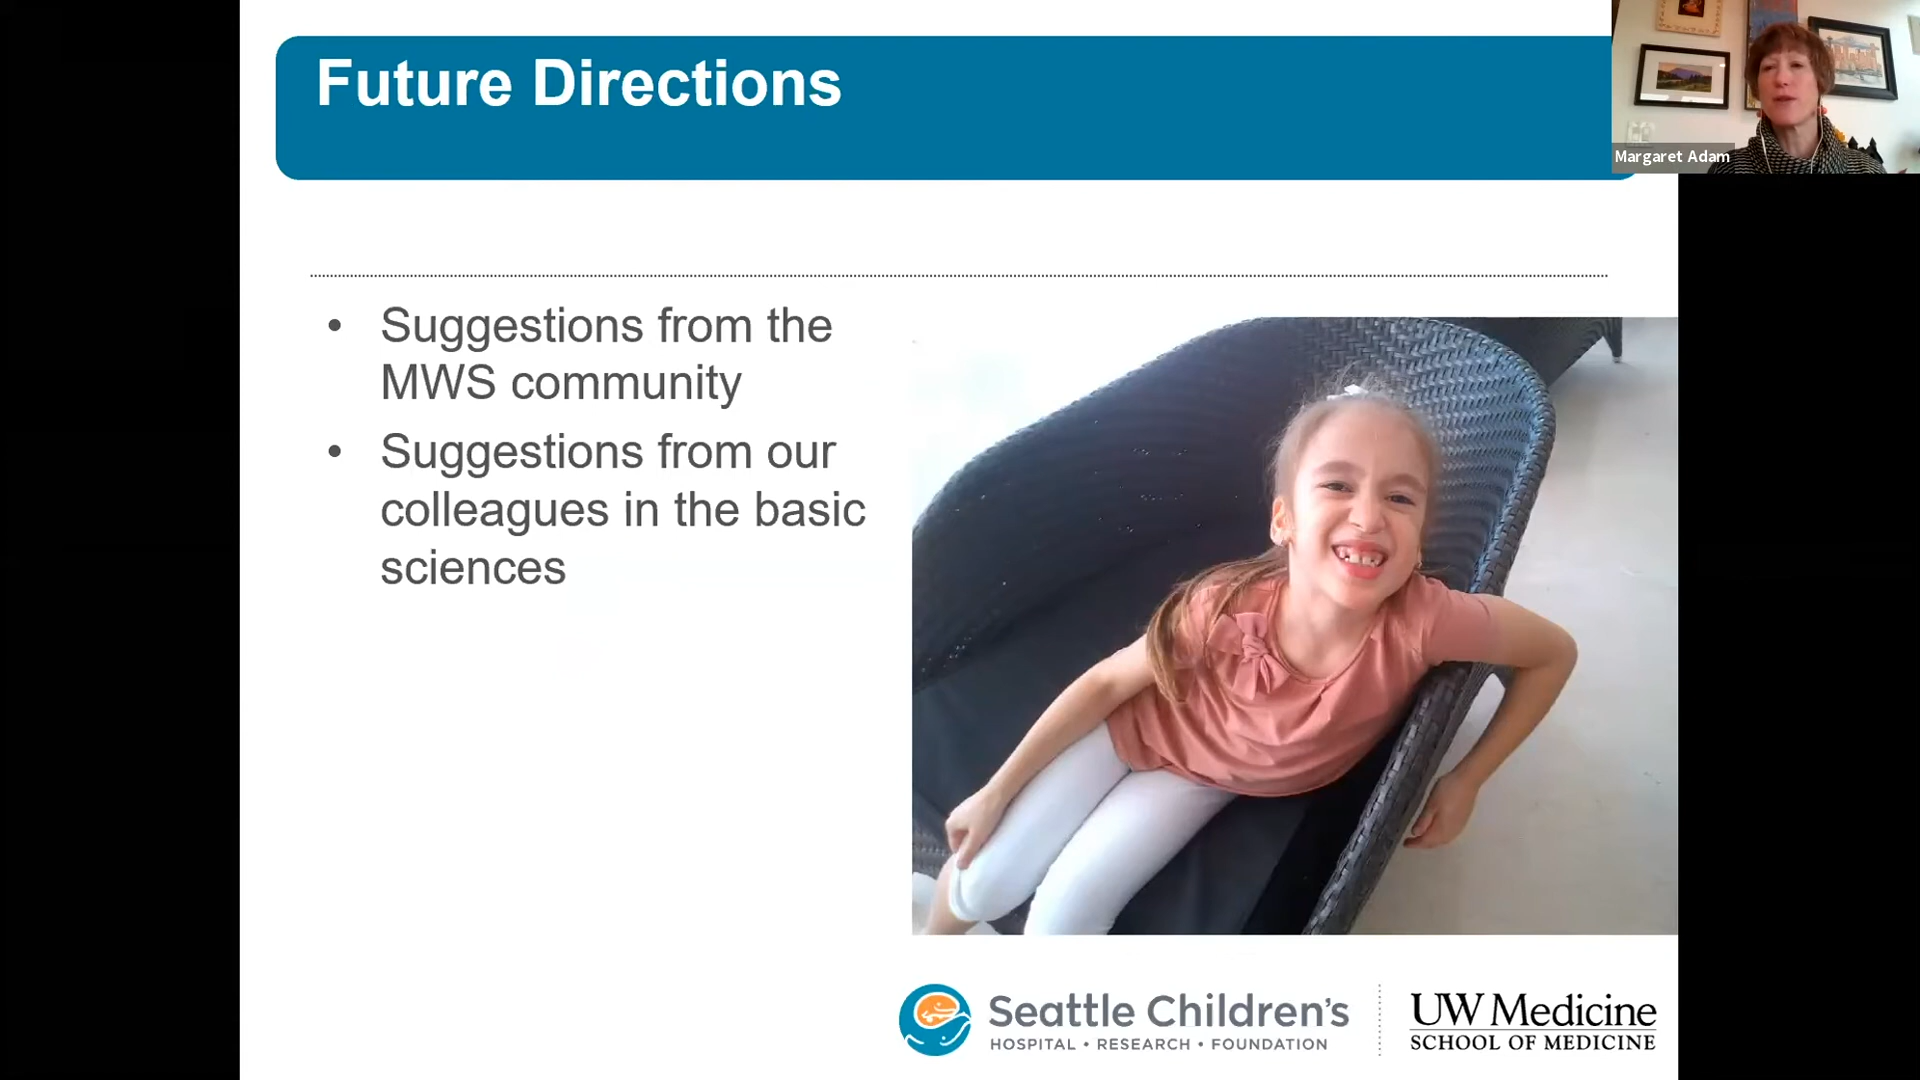 Future Directions
Margaret Adam
• Suggestions from the
MWS community
• Suggestions from our
colleagues in the basic
sciences
Seattle Children's
HOSPITAL • RESEARCH • FOUNDATION
UW Medicine
SCHOOL OF MEDICINE